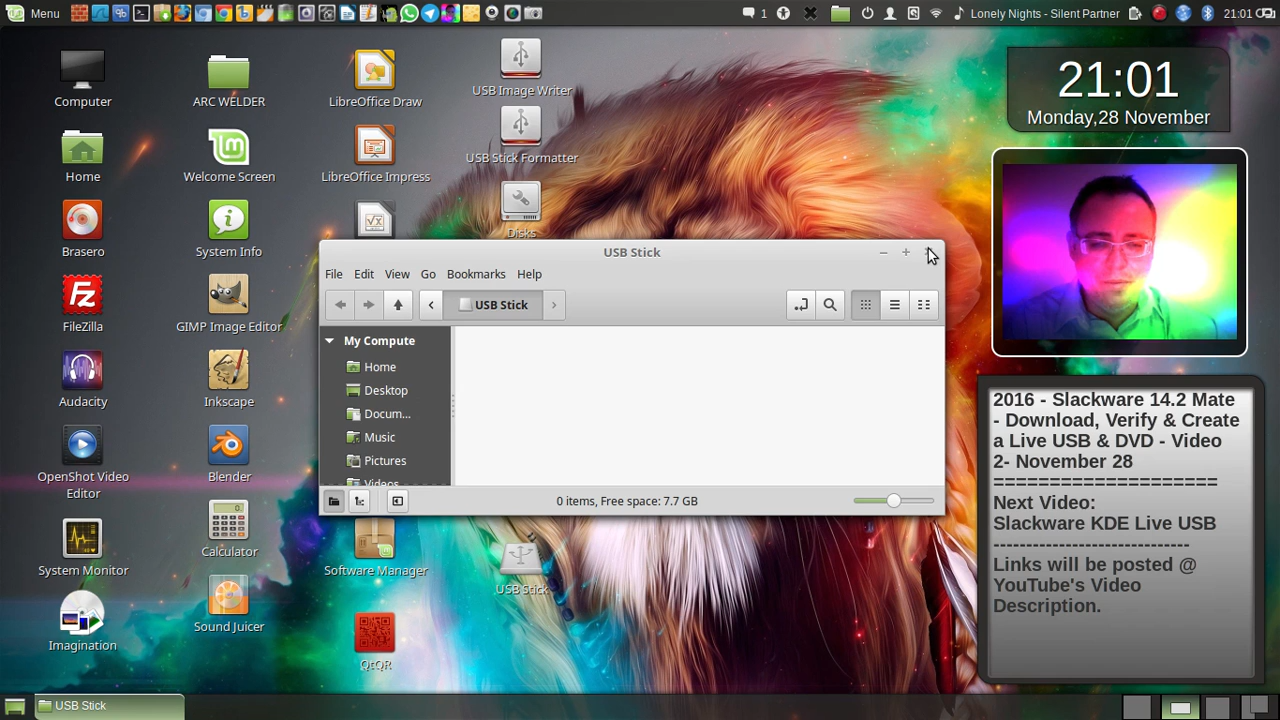 Menu
1
Lonely Nights - Silent Partner
21:01
Computer
ARC WELDER
LibreOffice Draw
USB Image Writer
Home
Welcome Screen
LibreOffice Impress
USB Stick Formatter
Brasero
System Info
Disks
FileZilla
GIMP Image Editor
Audacity
Inkscape
OpenShot Video
Editor
Blender
System Monitor
Calculator
Software Manager
USB Stick
Imagination
Sound Juicer
QtQR
USB Stick
File Edit View Go Bookmarks Help
USB Stick
My Compute
Home
Desktop
Docum...
Music
Pictures
Videos
0 items, Free space: 7.7 GB
21:01
Monday,28 November
2016 - Slackware 14.2 Mate
- Download, Verify & Create
a Live USB & DVD - Video
2- November 28
====================
Next Video:
Slackware KDE Live USB
----------------------------
Links will be posted @
YouTube's Video
Description.
USB Stick